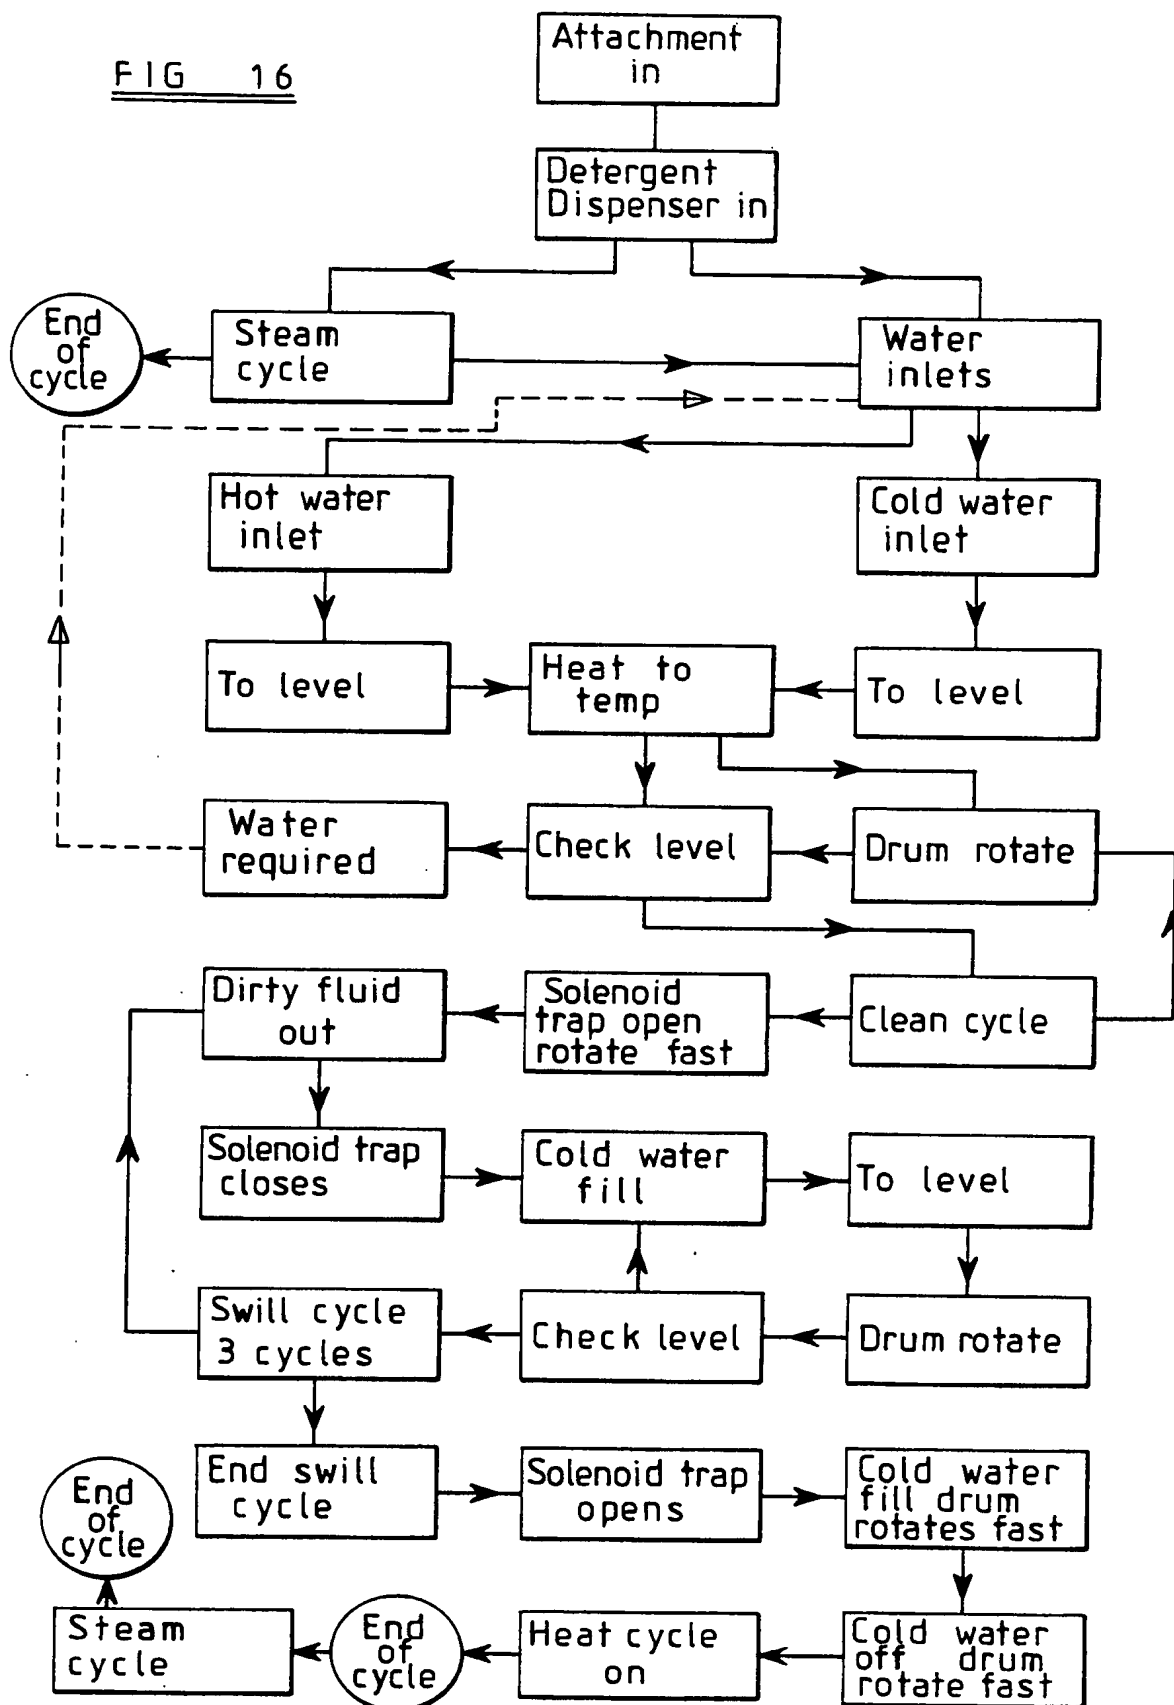 FIG 16
Attachment
in
Detergent
Dispenser in
End
of
cycle
Steam
cycle
Water
inlets
Hot water
inlet
Cold water
inlet
To level
Heat to
temp
To level
Water
required
Check level
Drum rotate
Dirty fluid
out
Solenoid
trap open
rotate fast
Clean cycle
Solenoid trap
closes
Cold water
fill
To level
Swill cycle
3 cycles
Check level
Drum rotate
End swill
cycle
Solenoid trap
opens
Cold water
fill drum
rotates fast
End
of
cycle
Steam
cycle
End
of
cycle
Heat cycle
on
Cold water
off drum
rotate fast